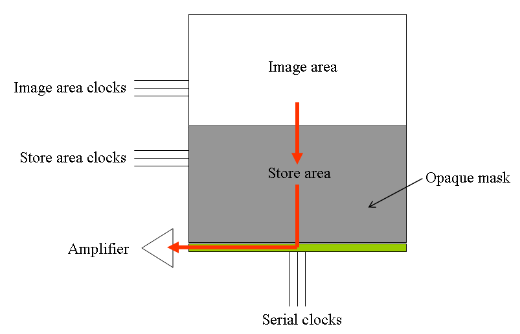 Image area
Image area clocks
Store area clocks
Store area
Opaque mask
Amplifier
Serial clocks